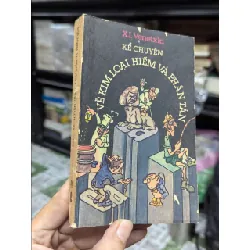 KỂ CHUYỆN
VỀ KIM LOẠI HIẾM VÀ PHÂN TÁN